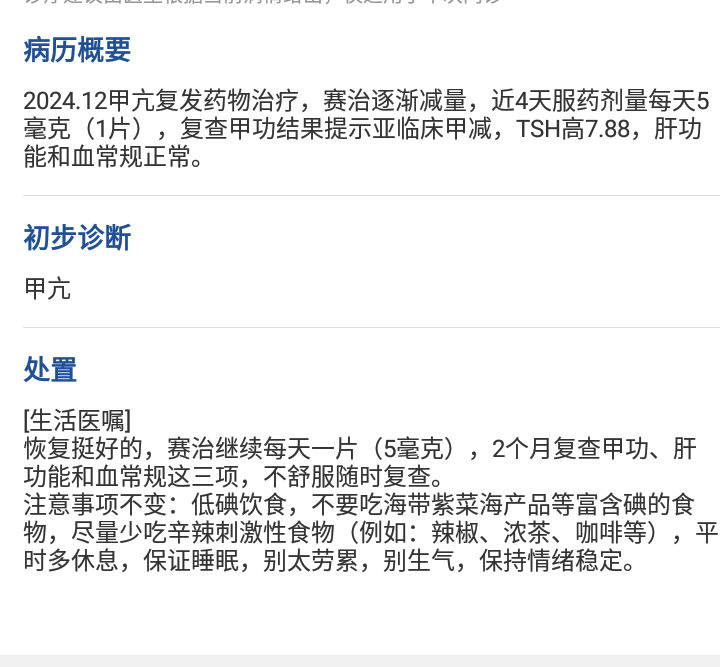 病历概要
2024.12甲亢复发药物治疗，赛治逐渐减量，近4天服药剂量每天5
毫克（1片），复查甲功结果提示亚临床甲减，TSH高7.88，肝功
能和血常规正常。
初步诊断
甲亢
处置
[生活医嘱]
恢复挺好的，赛治继续每天一片（5毫克），2个月复查甲功、肝
功能和血常规这三项，不舒服随时复查。
注意事项不变：低碘饮食，不要吃海带紫菜海产品等富含碘的食
物，尽量少吃辛辣刺激性食物（例如：辣椒、浓茶、咖啡等），平
时多休息，保证睡眠，别太劳累，别生气，保持情绪稳定。